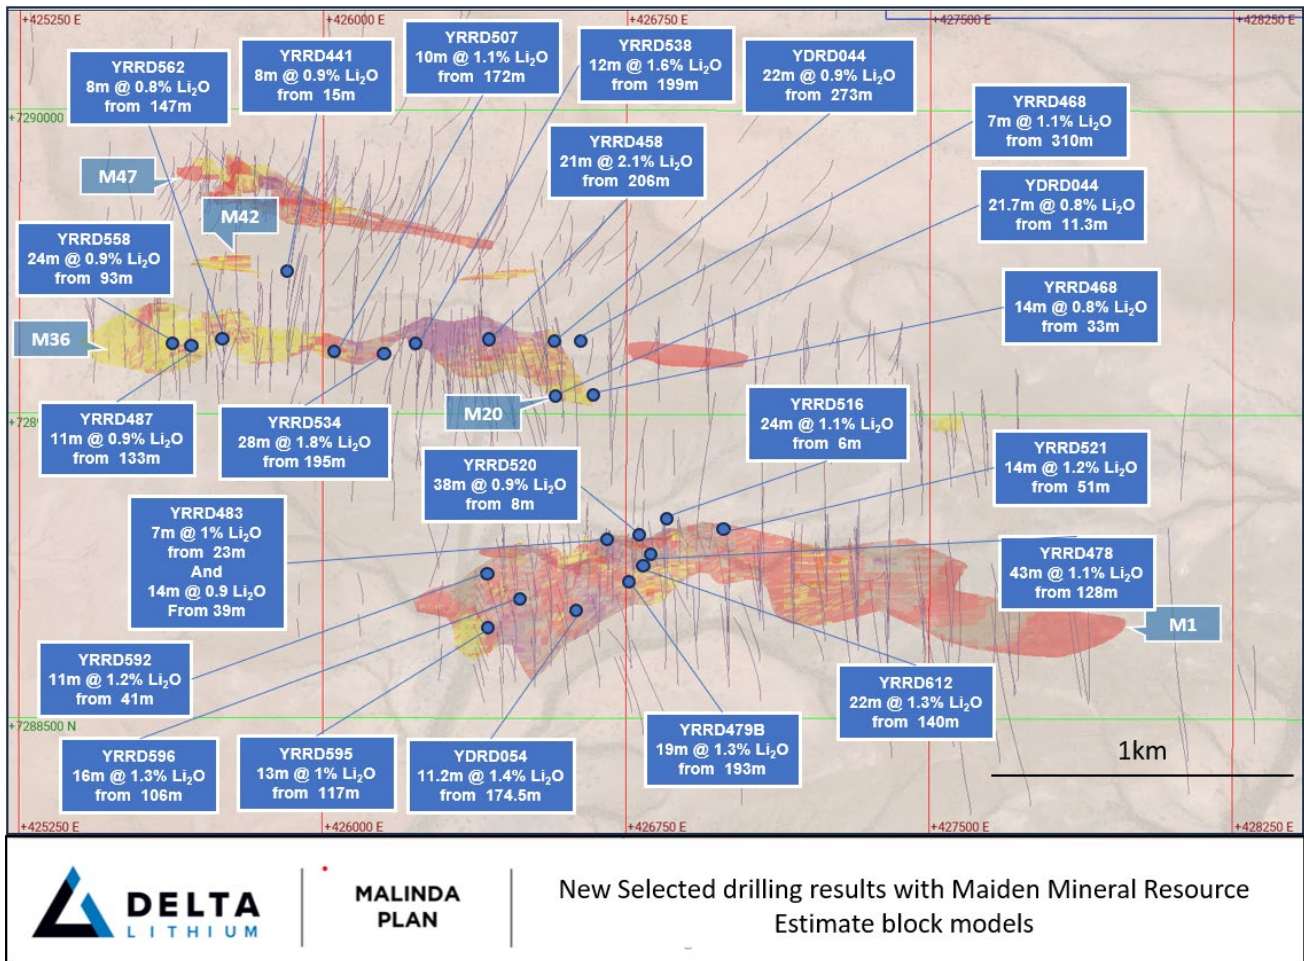 +425250 E
+426000 E
+426750 E
+427500 E
+428250 E
YRRD562
8m @ 0.8% Li₂O
from 147m
YRRD441
8m @ 0.9% Li₂O
from 15m
YRRD507
10m @ 1.1% Li₂O
from 172m
YRRD538
12m @ 1.6% Li₂O
from 199m
YDRD044
22m @ 0.9% Li₂O
from 273m
YRRD468
7m @ 1.1% Li₂O
from 310m
+7290000
YRRD458
21m @ 2.1% Li₂O
from 206m
M47
M42
YDRD044
21.7m @ 0.8% Li₂O
from 11.3m
YRRD558
24m @ 0.9% Li₂O
from 93m
YRRD468
14m @ 0.8% Li₂O
from 33m
M36
M20
+7289
YRRD487
11m @ 0.9% Li₂O
from 133m
YRRD534
28m @ 1.8% Li₂O
from 195m
YRRD516
24m @ 1.1% Li₂O
from 6m
YRRD520
38m @ 0.9% Li₂O
from 8m
YRRD521
14m @ 1.2% Li₂O
from 51m
YRRD483
7m @ 1% Li₂O
from 23m
And
14m @ 0.9 Li₂O
From 39m
YRRD478
43m @ 1.1% Li₂O
from 128m
M1
YRRD592
11m @ 1.2% Li₂O
from 41m
YRRD612
22m @ 1.3% Li₂O
from 140m
+7288500 N
YRRD596
16m @ 1.3% Li₂O
from 106m
YRRD595
13m @ 1% Li₂O
from 117m
YDRD054
11.2m @ 1.4% Li₂O
from 174.5m
YRRD479B
19m @ 1.3% Li₂O
from 193m
1km
+425250 E
+426000 E
+426750 E
+427500 E
+428250 E
DELTA
LITHIUM
MALINDA
PLAN
New Selected drilling results with Maiden Mineral Resource
Estimate block models